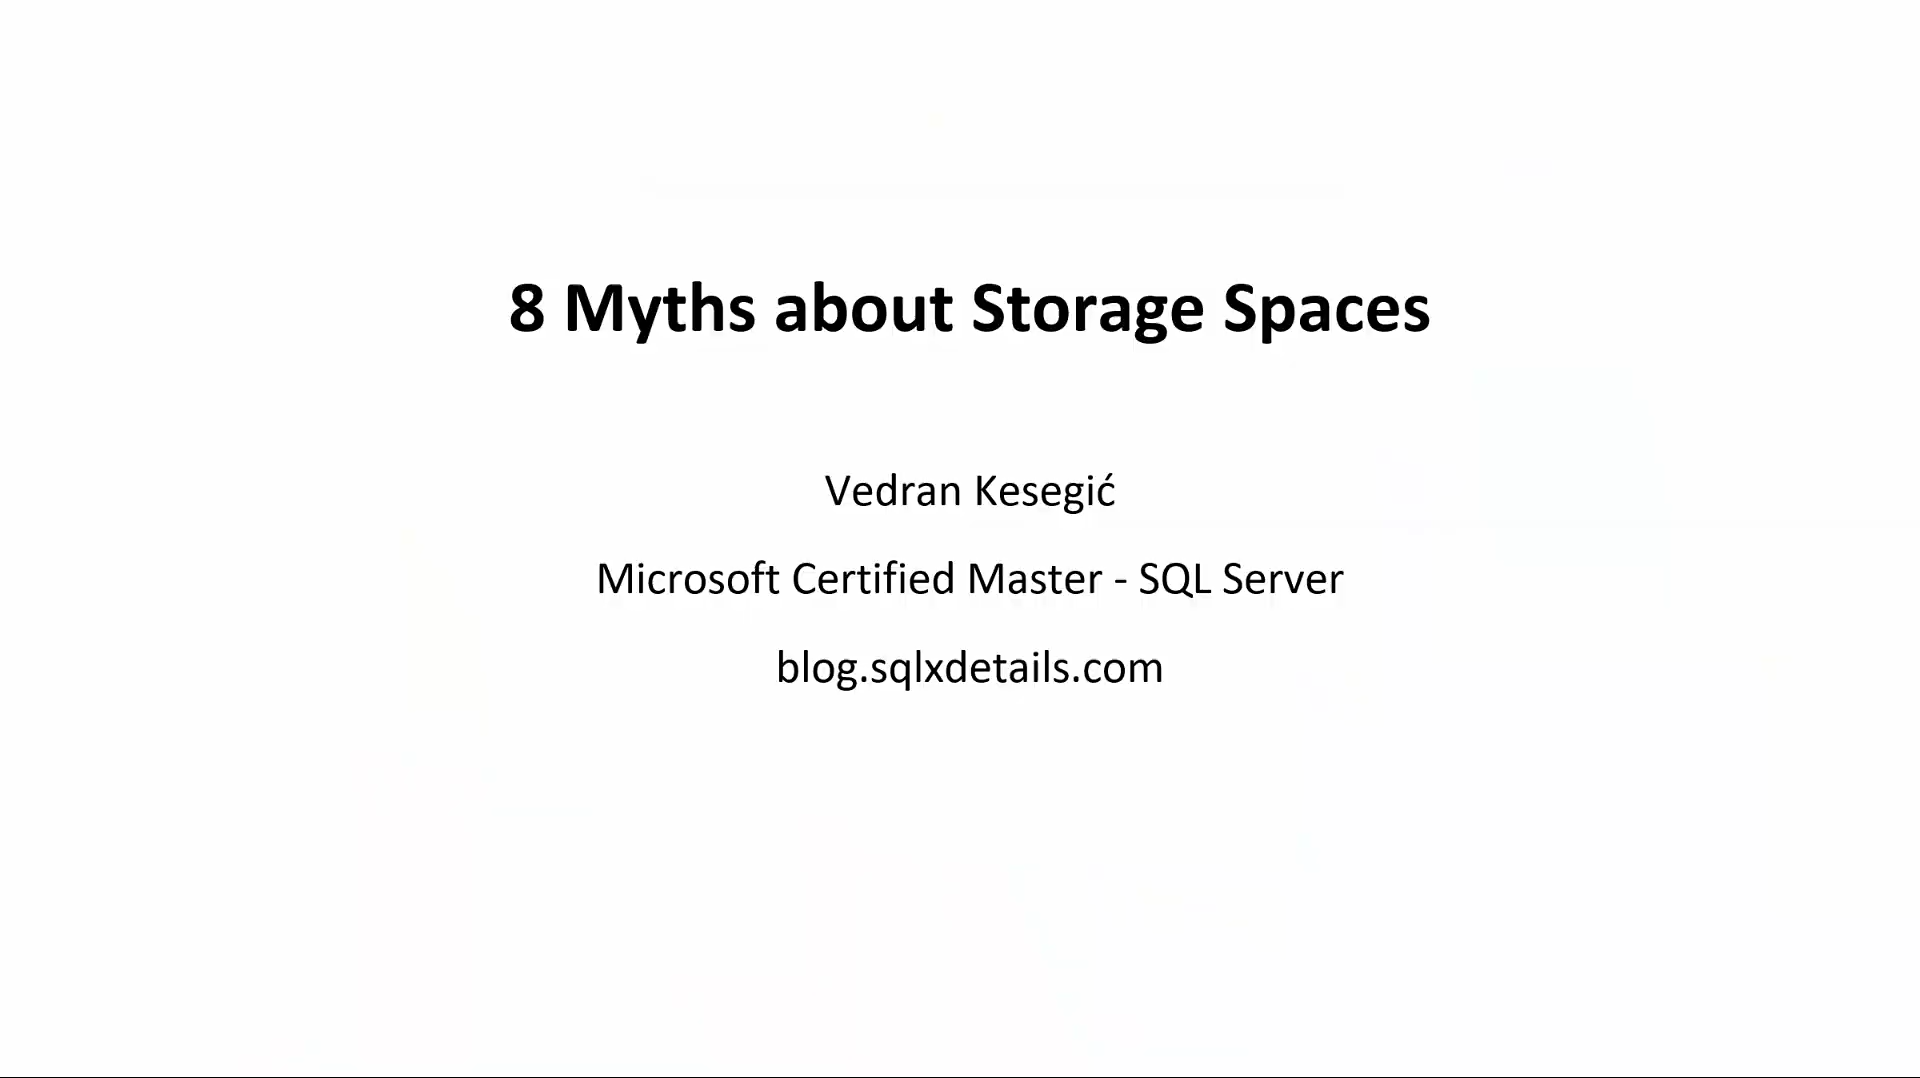 8 Myths about Storage Spaces
Vedran Kesegić
Microsoft Certified Master - SQL Server
blog.sqlxdetails.com